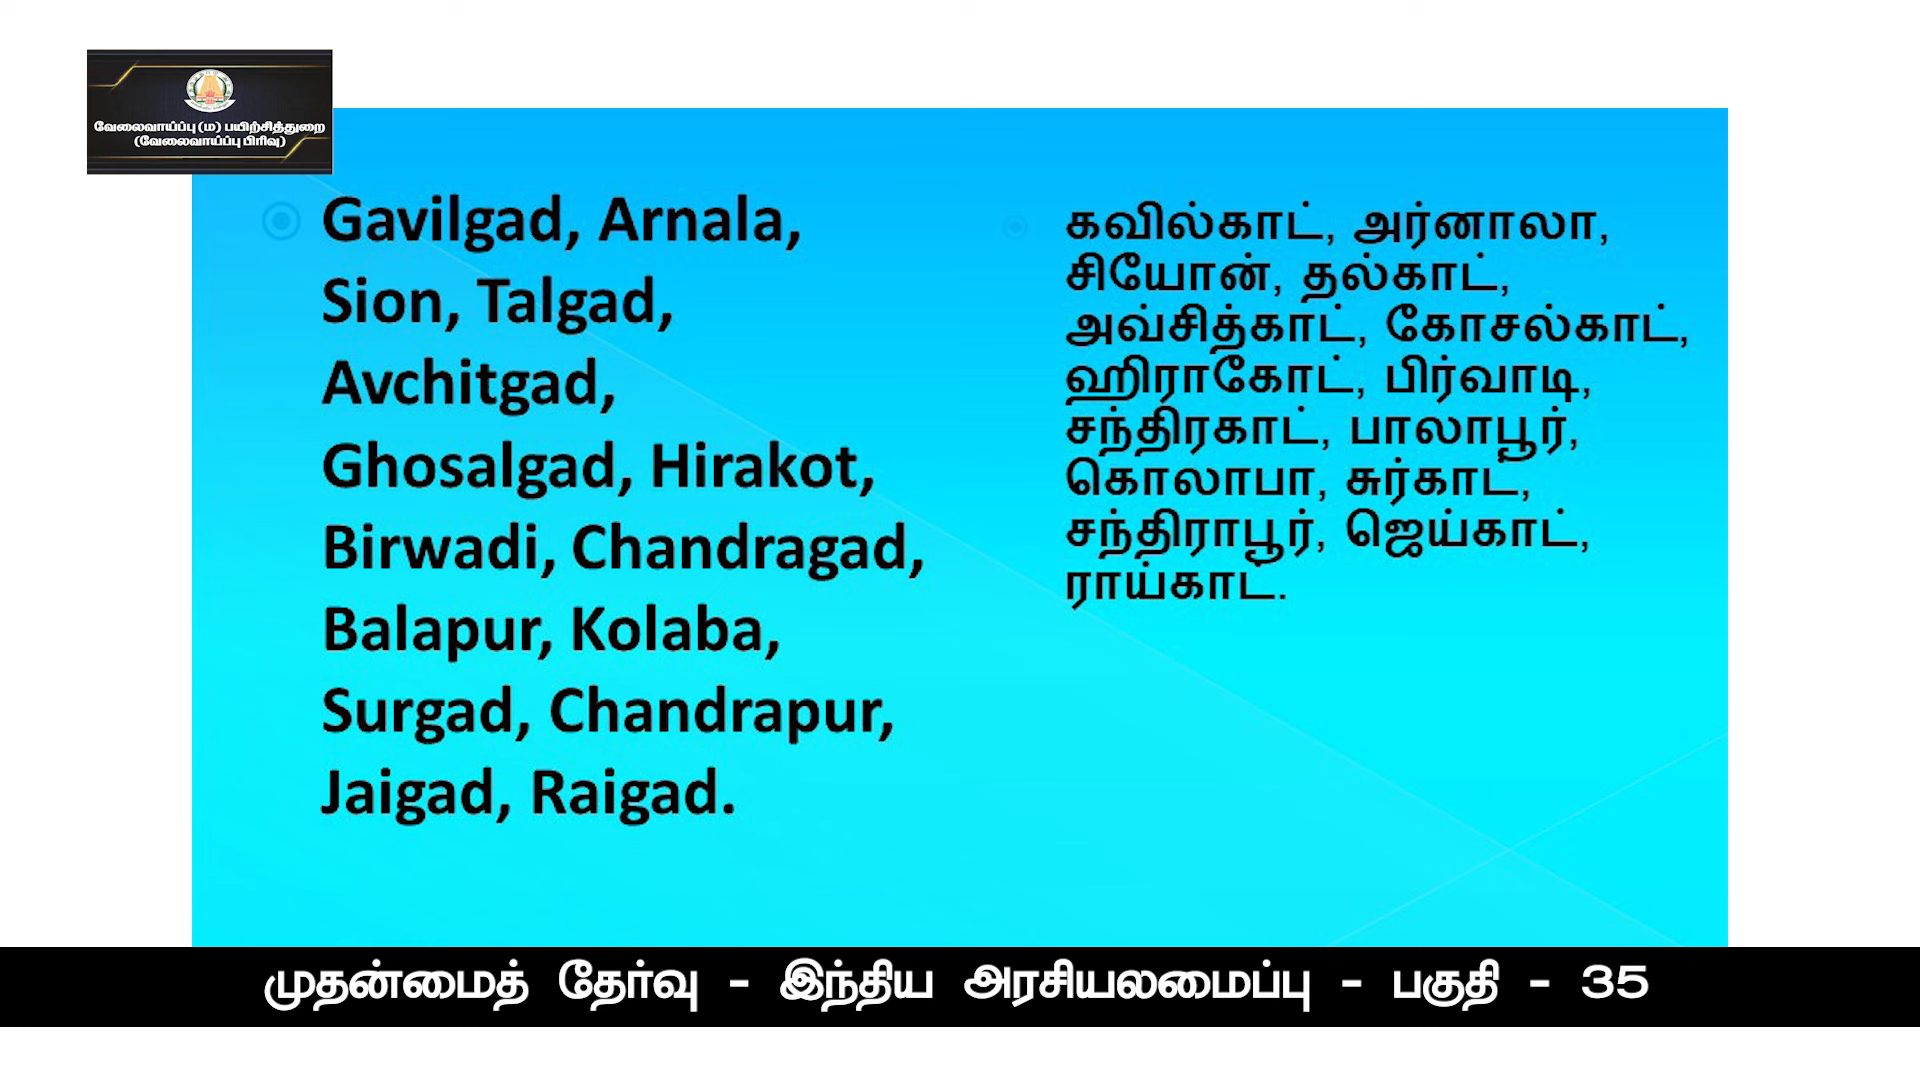 வேலைவாய்ப்பு (ம) பயிற்சித்துறை
(வேலைவாய்ப்பு பிரிவு)
Gavilgad, Arnala,
Sion, Talgad,
Avchitgad,
Ghosalgad, Hirakot,
Birwadi, Chandragad,
Balapur, Kolaba,
Surgad, Chandrapur,
Jaigad, Raigad.
கவில்காட், அர்னாலா,
சியோன், தல்காட்,
அவ்சித்காட், கோசல்காட்,
ஹிராகோட், பிர்வாடி,
சந்திரகாட், பாலாபூர்,
கொலாபா, சுர்காட்,
சந்திராபூர், ஜெய்காட்,
ராய்காட்.
முதன்மைத் தேர்வு - இந்திய அரசியலமைப்பு - பகுதி - 35